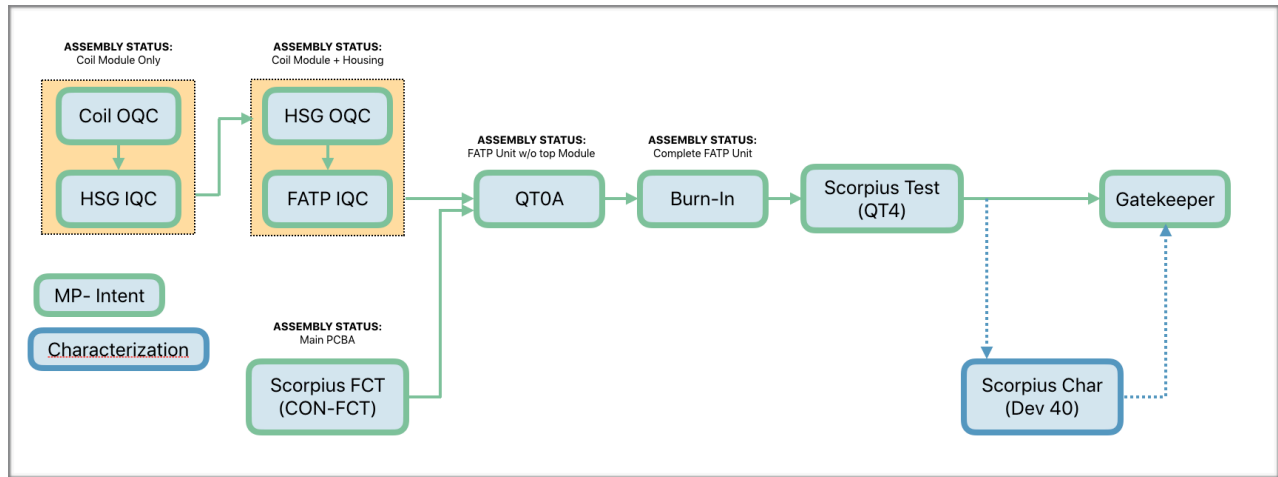 ASSEMBLY STATUS:
Coil Module Only
Coil OQC
HSG IQC
ASSEMBLY STATUS:
Coil Module + Housing
HSG OQC
FATP IQC
ASSEMBLY STATUS:
FATP Unit w/o top Module
QT0A
ASSEMBLY STATUS:
Complete FATP Unit
Burn-In
Scorpius Test
(QT4)
Gatekeeper
MP- Intent
Characterization
ASSEMBLY STATUS:
Main PCBA
Scorpius FCT
(CON-FCT)
Scorpius Char
(Dev 40)